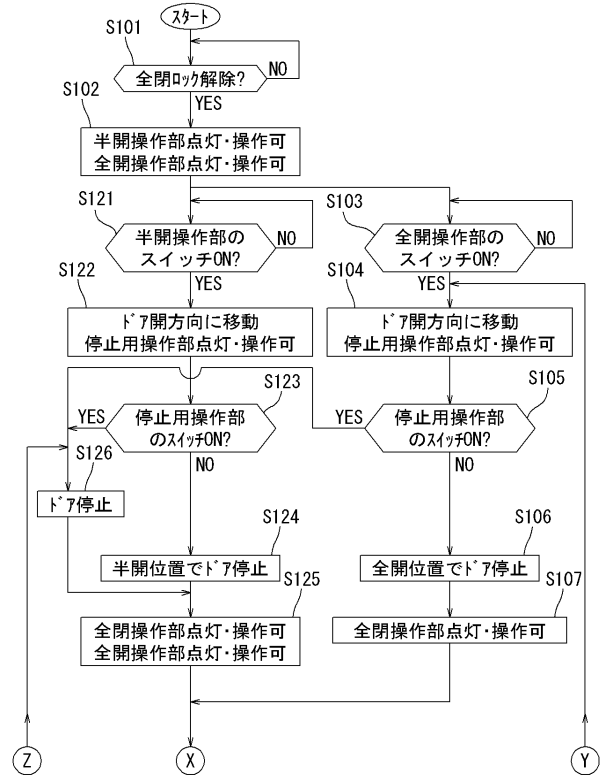 スタート
S101
全閉ロック解除?
NO
YES
S102
半開操作部点灯・操作可
全開操作部点灯・操作可
S121
半開操作部の
スイッチON?
NO
YES
S103
全開操作部の
スイッチON?
NO
YES
S122
ドア開方向に移動
停止用操作部点灯・操作可
S104
ドア開方向に移動
停止用操作部点灯・操作可
S123
停止用操作部
のスイッチON?
YES
NO
S105
停止用操作部
のスイッチON?
YES
NO
S126
ドア停止
S124
半開位置でドア停止
S106
全開位置でドア停止
S125
全閉操作部点灯・操作可
全開操作部点灯・操作可
S107
全閉操作部点灯・操作可
Z
X
Y